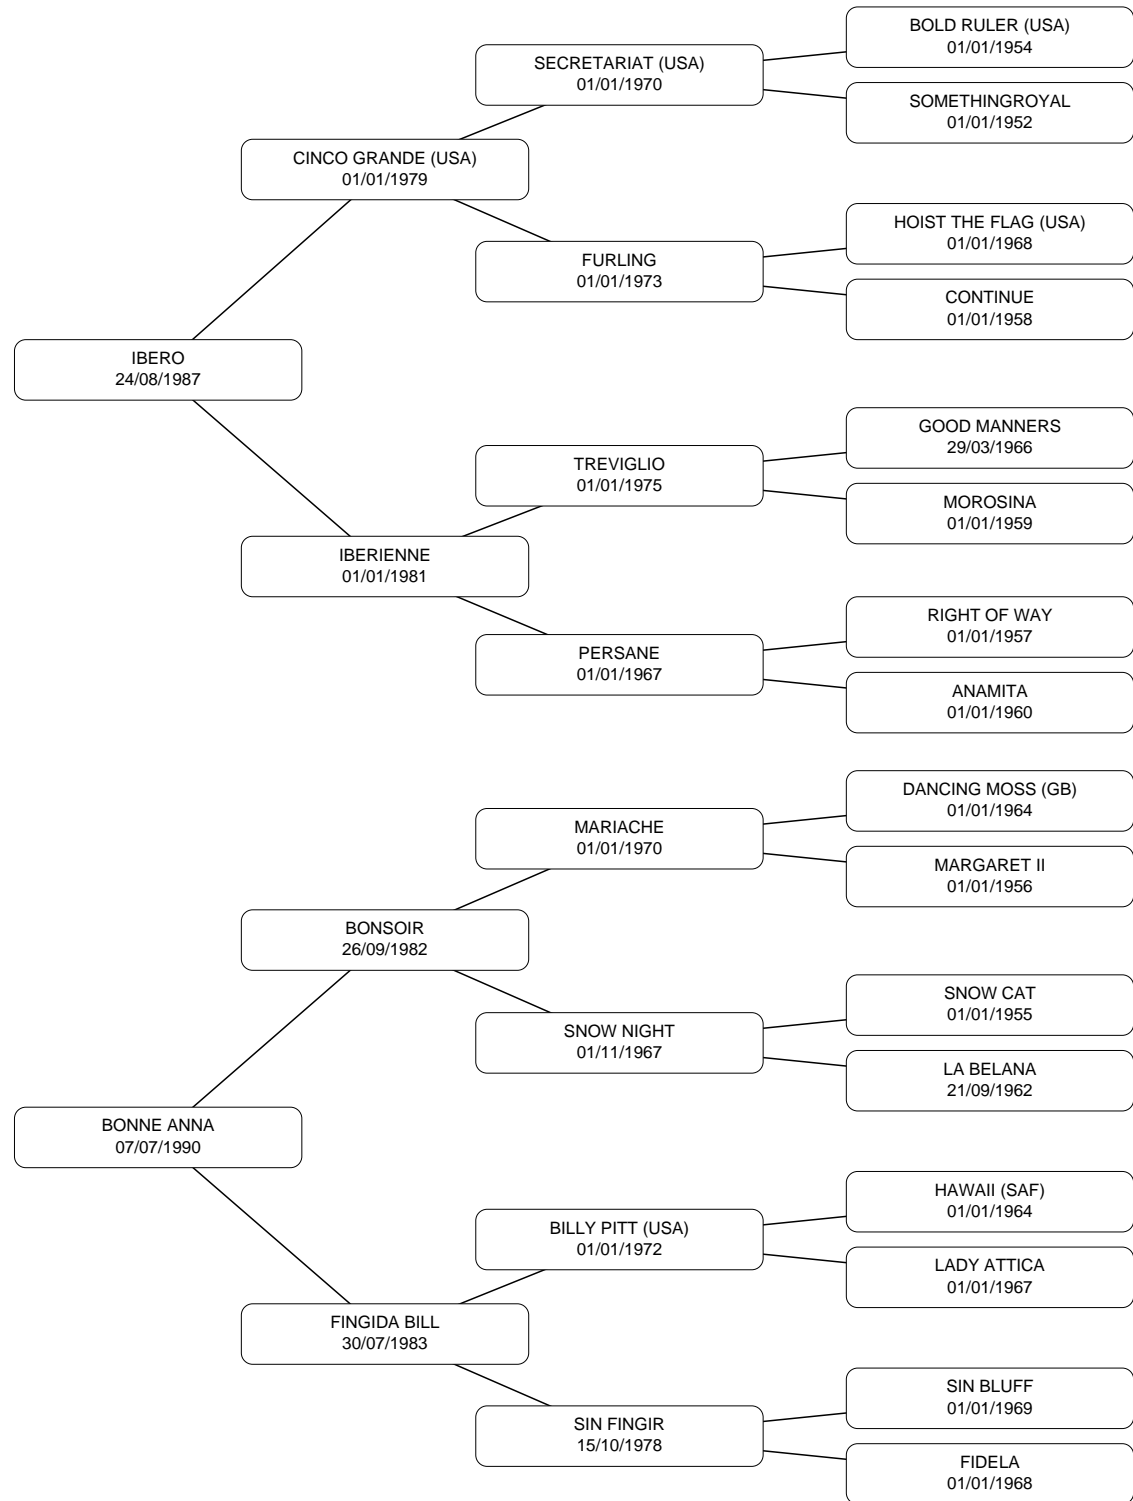 BOLD RULER (USA)
01/01/1954
SECRETARIAT (USA)
01/01/1970
SOMETHINGROYAL
01/01/1952
CINCO GRANDE (USA)
01/01/1979
HOIST THE FLAG (USA)
01/01/1968
FURLING
01/01/1973
CONTINUE
01/01/1958
IBERO
24/08/1987
GOOD MANNERS
29/03/1966
TREVIGLIO
01/01/1975
MOROSINA
01/01/1959
IBERIENNE
01/01/1981
RIGHT OF WAY
01/01/1957
PERSANE
01/01/1967
ANAMITA
01/01/1960
DANCING MOSS (GB)
01/01/1964
MARIACHE
01/01/1970
MARGARET II
01/01/1956
BONSOIR
26/09/1982
SNOW CAT
01/01/1955
SNOW NIGHT
01/11/1967
LA BELANA
21/09/1962
BONNE ANNA
07/07/1990
HAWAII (SAF)
01/01/1964
BILLY PITT (USA)
01/01/1972
LADY ATTICA
01/01/1967
FINGIDA BILL
30/07/1983
SIN BLUFF
01/01/1969
SIN FINGIR
15/10/1978
FIDELA
01/01/1968